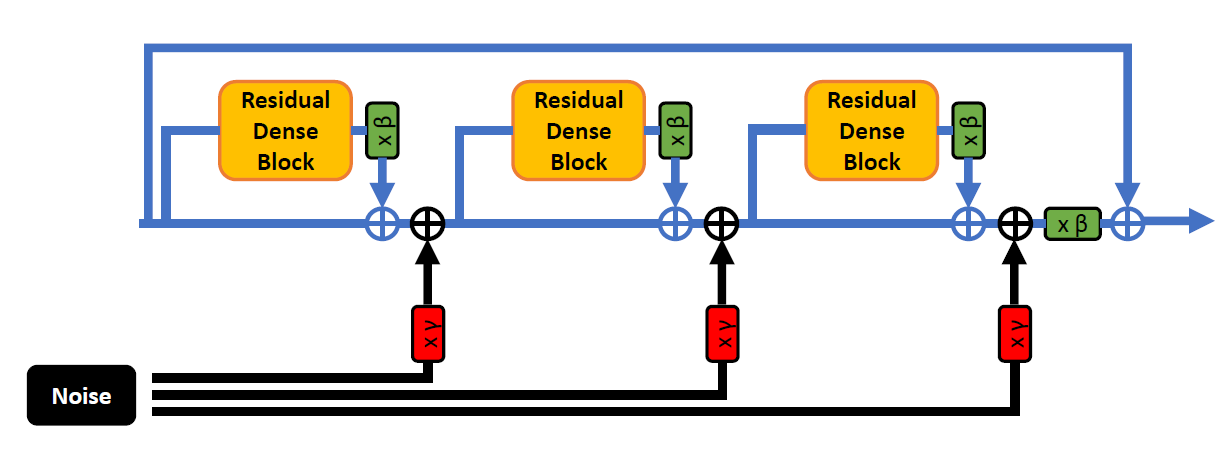 Residual
Dense
Block
x β
Residual
Dense
Block
x β
Residual
Dense
Block
x β
x β
x γ
x γ
x γ
Noise